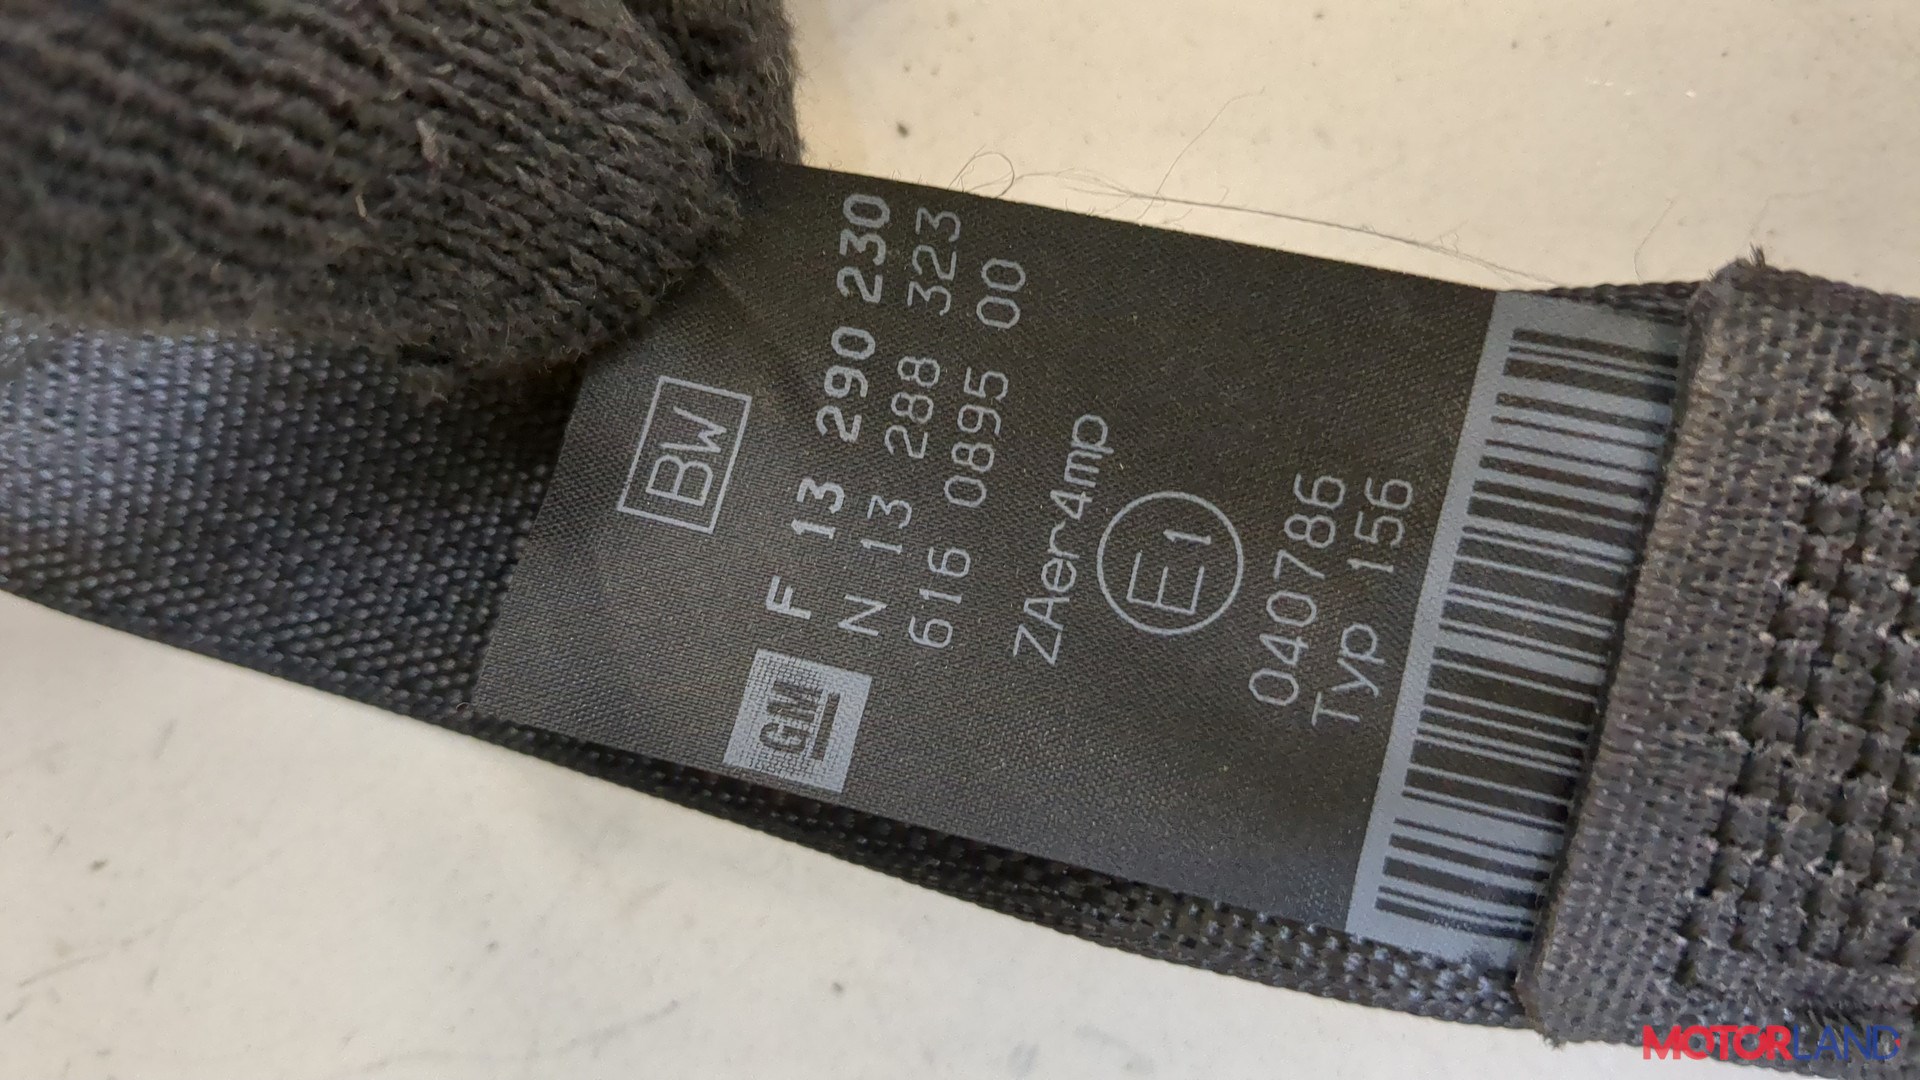 BW
GM
F 13 290 230
N 13 288 323
616 0895 00
ZAer4mp
E1
040786
Typ 156
MOTORLAND